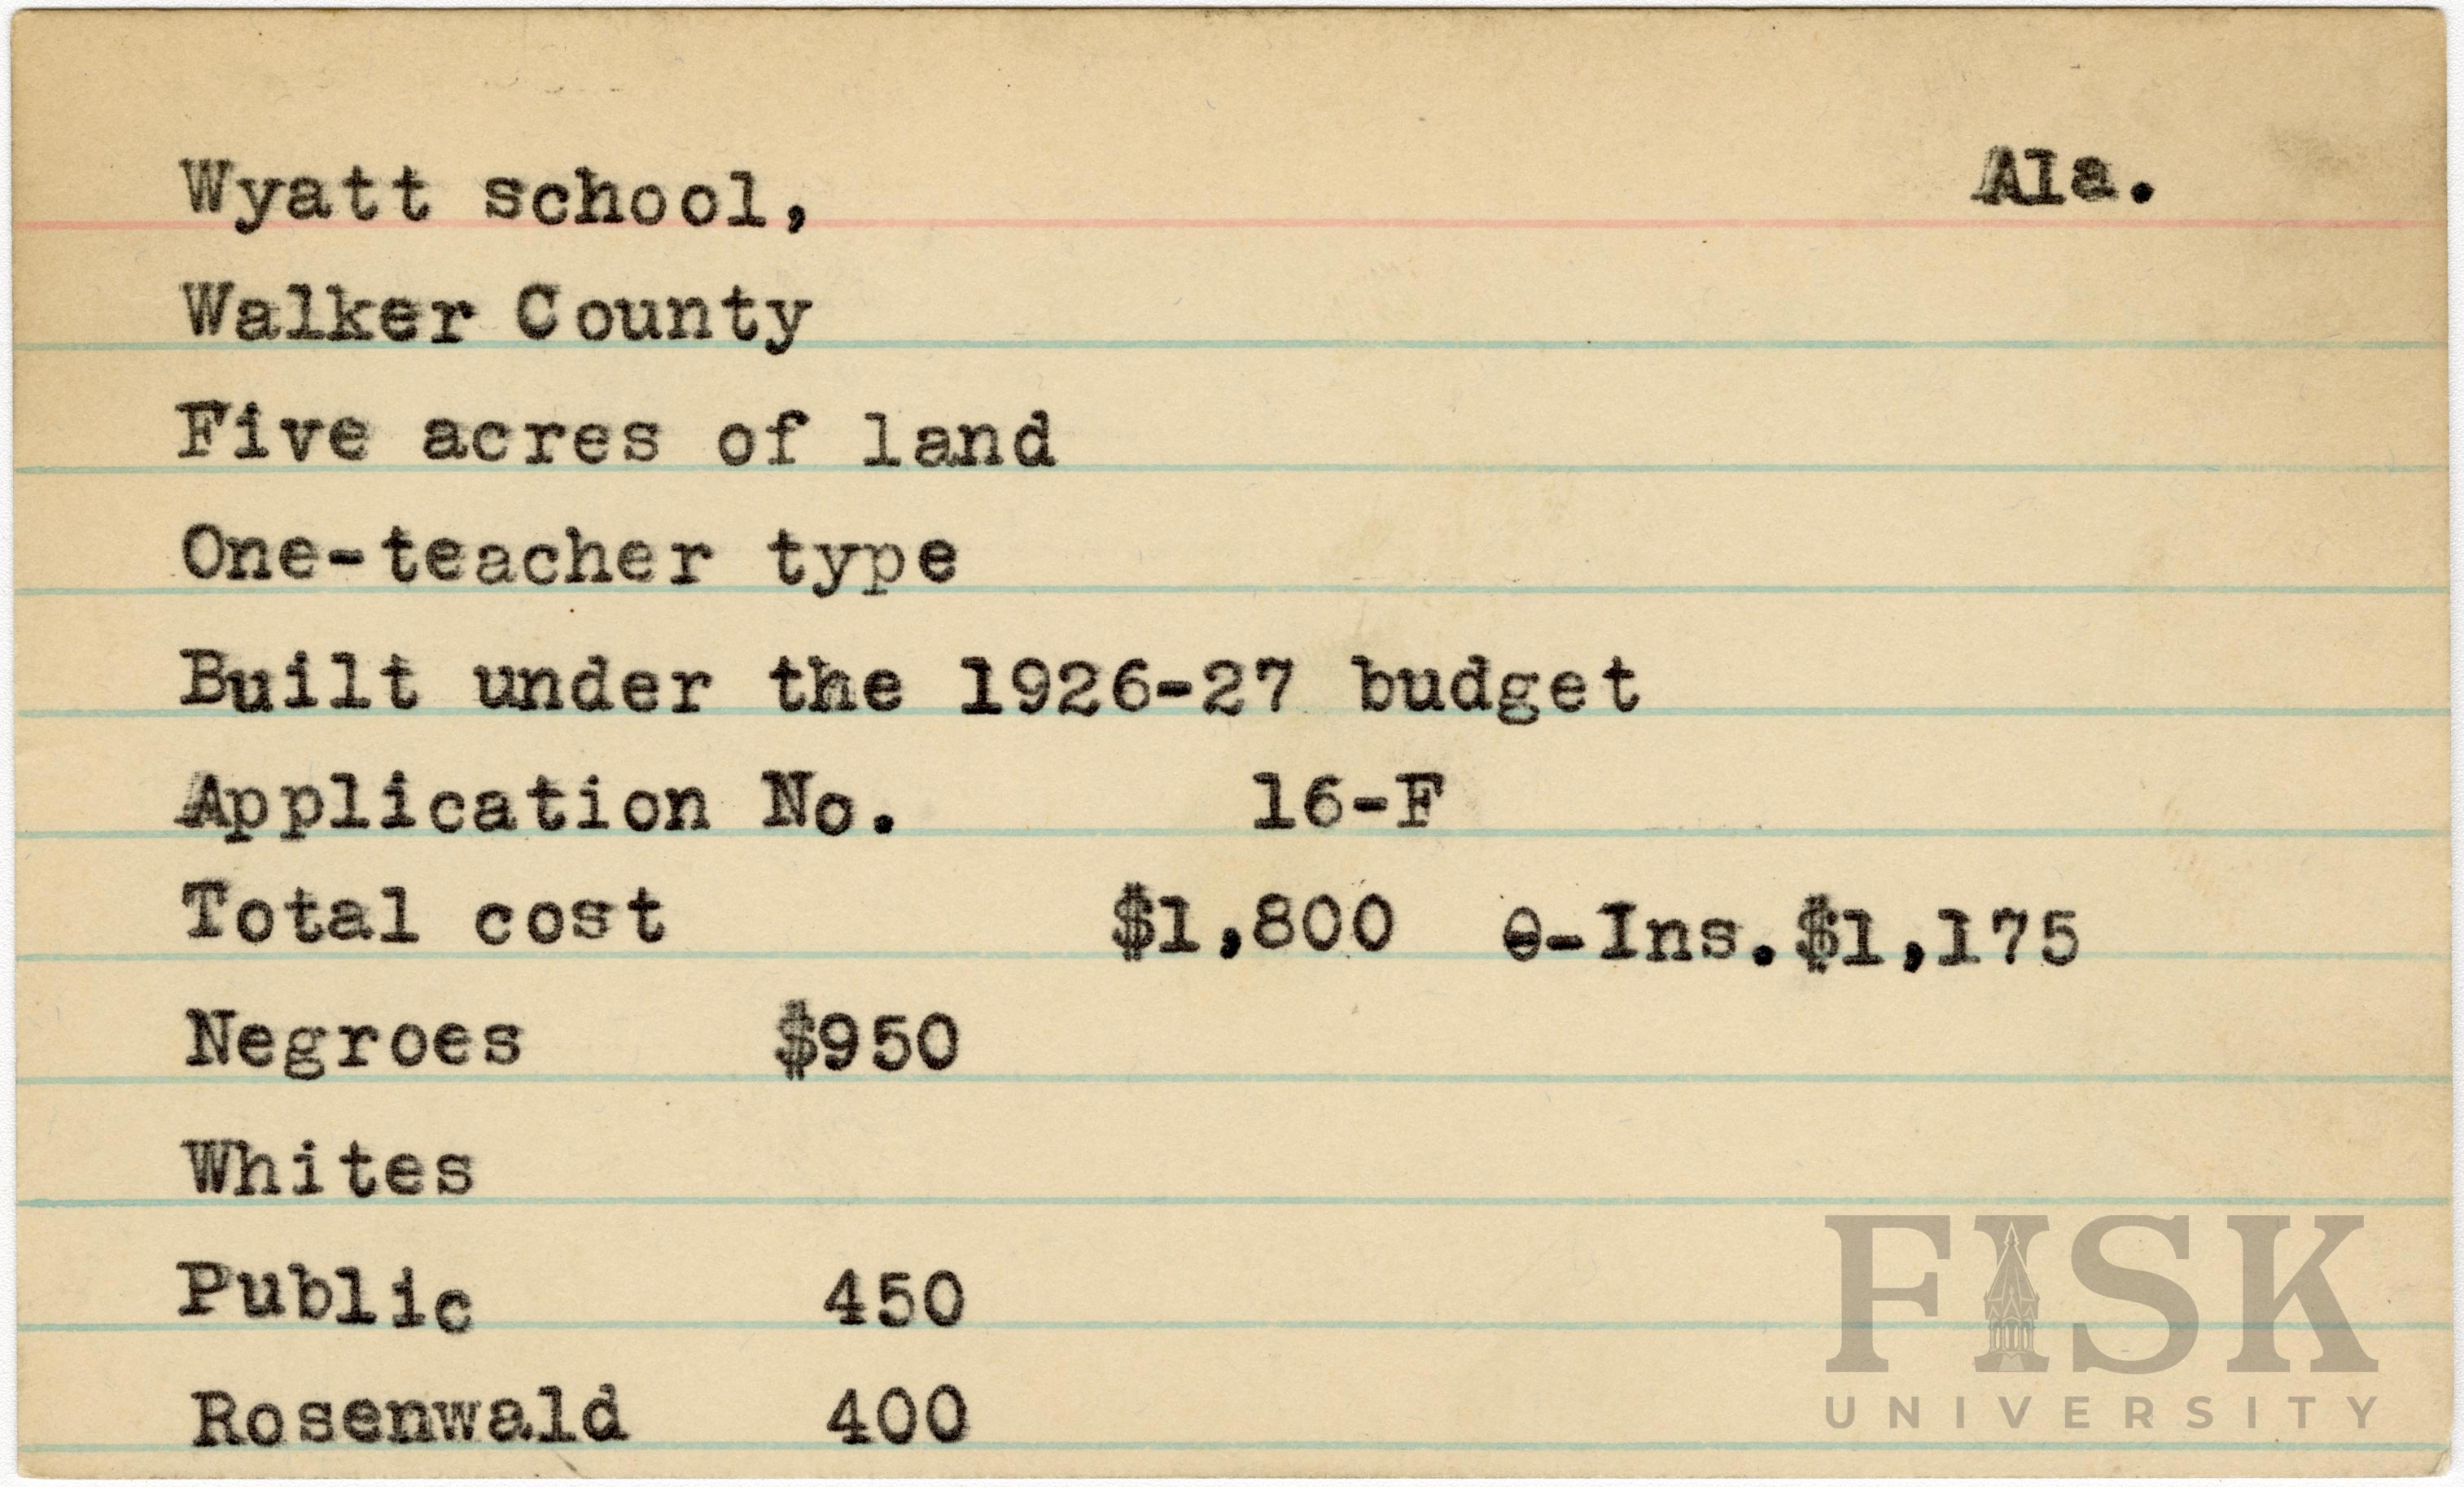 Wyatt school, Ala.
Walker County
Five acres of land
One-teacher type
Built under the 1926-27 budget
Application No. 16-F
Total cost $1,800 θ-Ins.$1,175
Negroes $950
Whites
Public 450
Rosenwald 400
FISK
UNIVERSITY